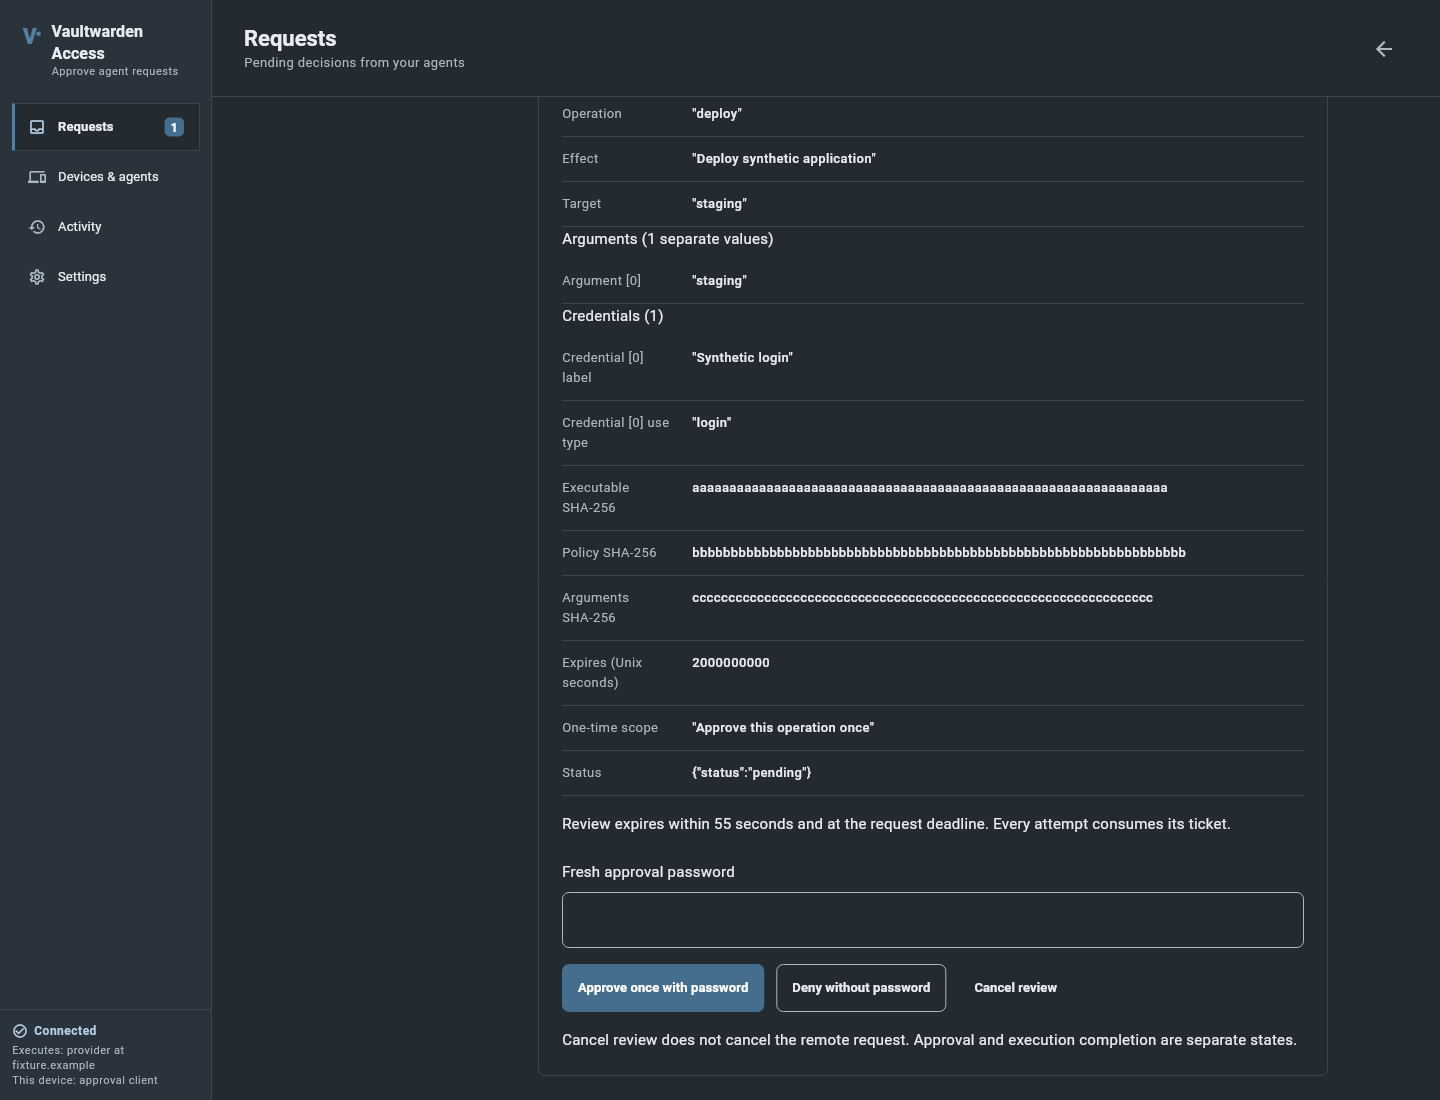 Vaultwarden
Access
Approve agent requests
Requests
1
Devices & agents
Activity
Settings
Connected
Executes: provider at
fixture.example
This device: approval client
Requests
Pending decisions from your agents
Operation "deploy"
Effect "Deploy synthetic application"
Target "staging"
Arguments (1 separate values)
Argument [0] "staging"
Credentials (1)
Credential [0] "Synthetic login"
label
Credential [0] use "login"
type
Executable aaaaaaaaaaaaaaaaaaaaaaaaaaaaaaaaaaaaaaaaaaaaaaaaaaaaaaaaaaaaaaaa
SHA-256
Policy SHA-256 bbbbbbbbbbbbbbbbbbbbbbbbbbbbbbbbbbbbbbbbbbbbbbbbbbbbbbbbbbbbbbbb
Arguments cccccccccccccccccccccccccccccccccccccccccccccccccccccccccccccccc
SHA-256
Expires (Unix 2000000000
seconds)
One-time scope "Approve this operation once"
Status {"status":"pending"}
Review expires within 55 seconds and at the request deadline. Every attempt consumes its ticket.
Fresh approval password
Approve once with password
Deny without password
Cancel review
Cancel review does not cancel the remote request. Approval and execution completion are separate states.